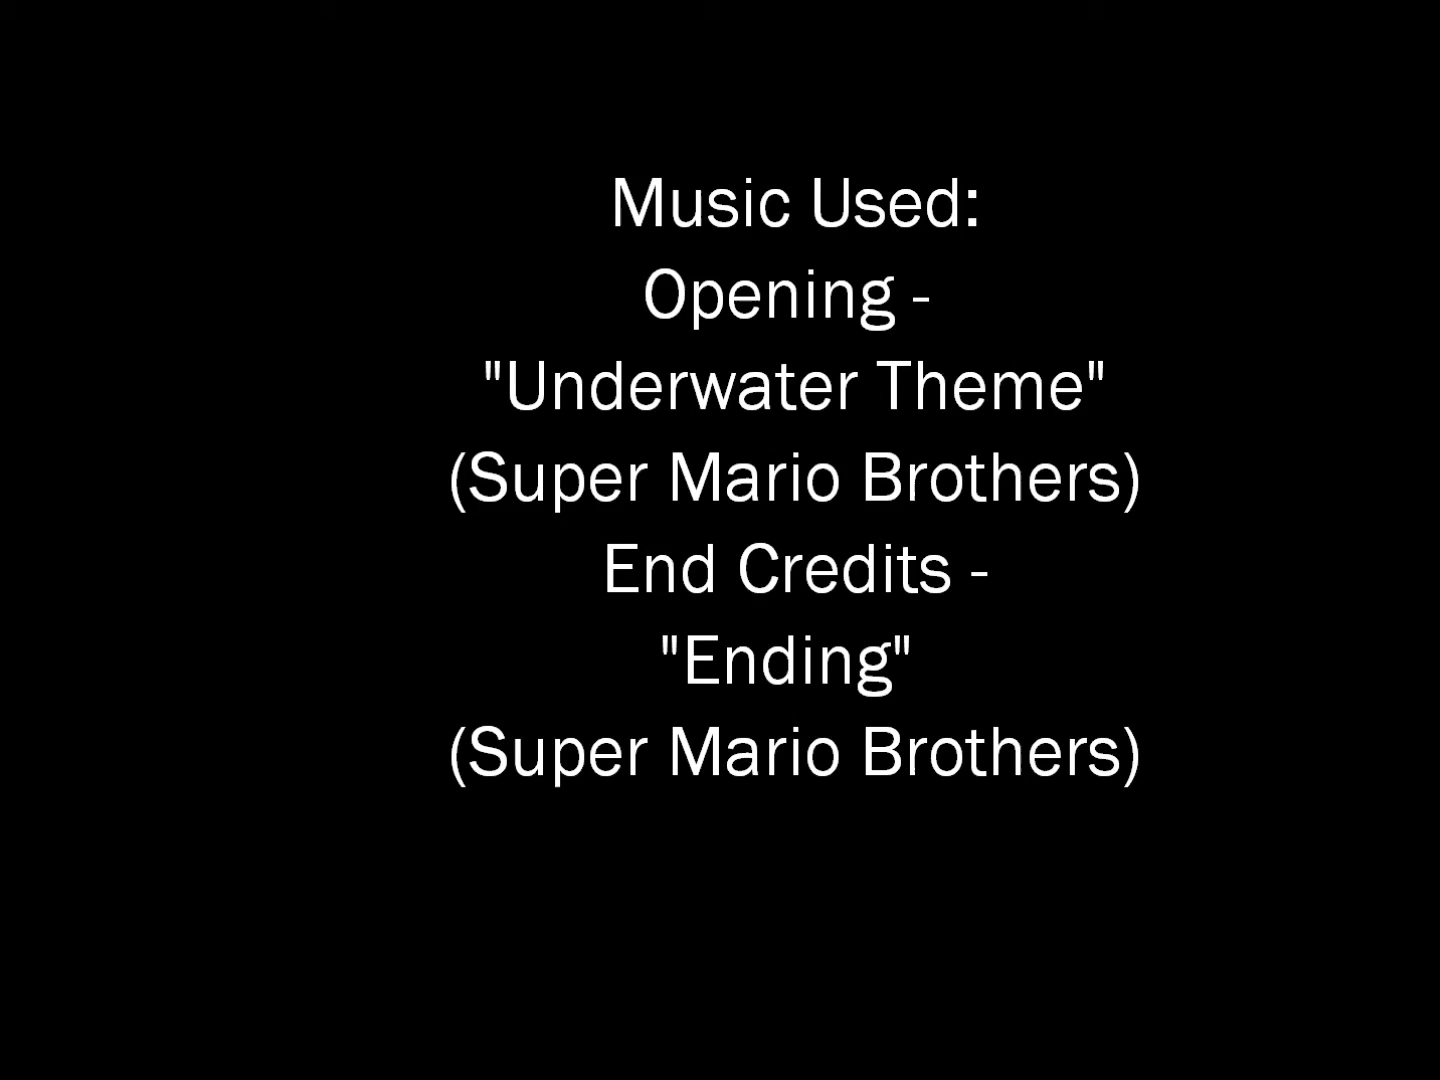 Music Used:
Opening -
"Underwater Theme"
(Super Mario Brothers)
End Credits -
"Ending"
(Super Mario Brothers)